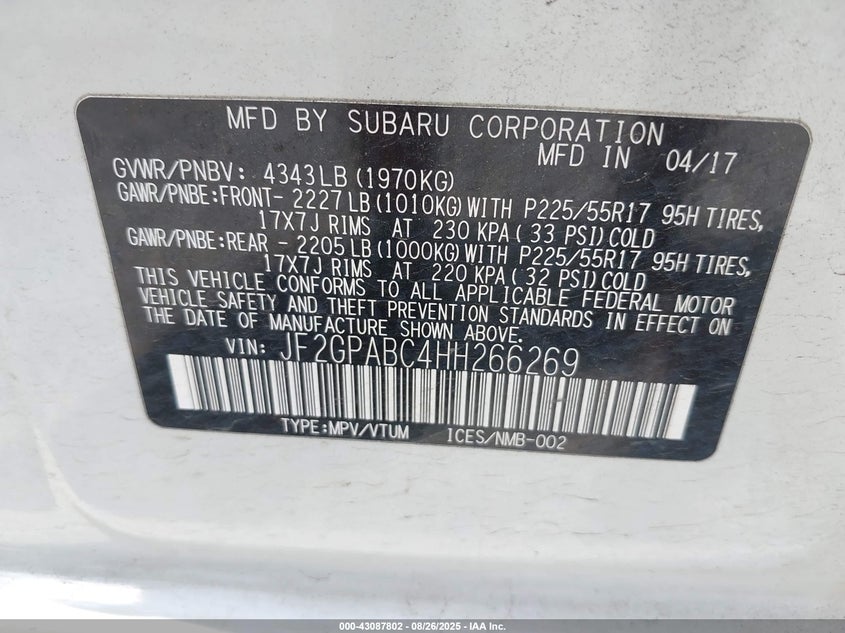 MFD BY SUBARU CORPORATION
MFD IN 04/17
GVWR/PNBV: 4343LB(1970KG)
GAWR/PNBE:FRONT- 2227LB(1010KG)WITH P225/55R17 95H TIRES,
17X7J RIMS AT 230 KPA( 33 PSI)COLD
GAWR/PNBE:REAR - 2205LB(1000KG)WITH P225/55R17 95H TIRES,
17X7J RIMS AT 220 KPA( 32 PSI)COLD
THIS VEHICLE CONFORMS TO ALL APPLICABLE FEDERAL MOTOR
VEHICLE SAFETY AND THEFT PREVENTION STANDARDS IN EFFECT ON
THE DATE OF MANUFACTURE SHOWN ABOVE.
VIN: JF2GPABC4HH266269
TYPE:MPV/VTUM ICES/NMB-002
000-43087802 - 08/26/2025 - IAA Inc.